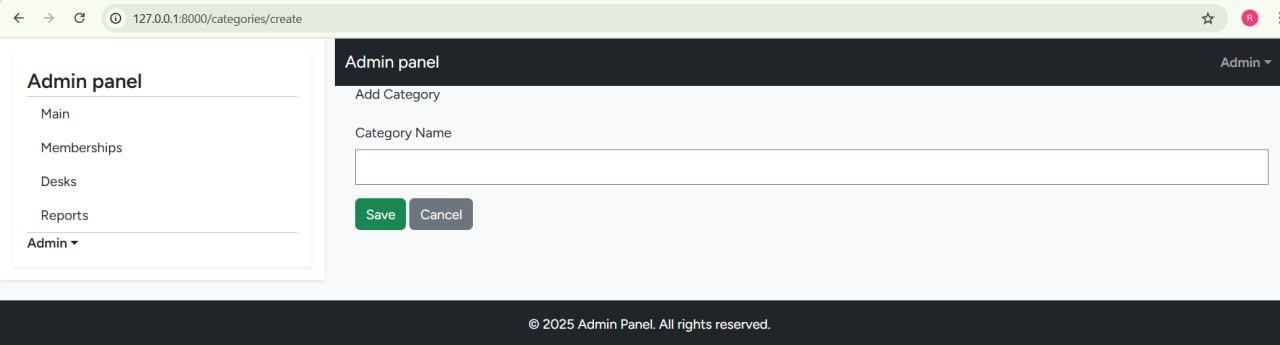 127.0.0.1:8000/categories/create
R
Admin panel
Main
Memberships
Desks
Reports
Admin
Admin panel
Admin
Add Category
Category Name
Save Cancel
© 2025 Admin Panel. All rights reserved.